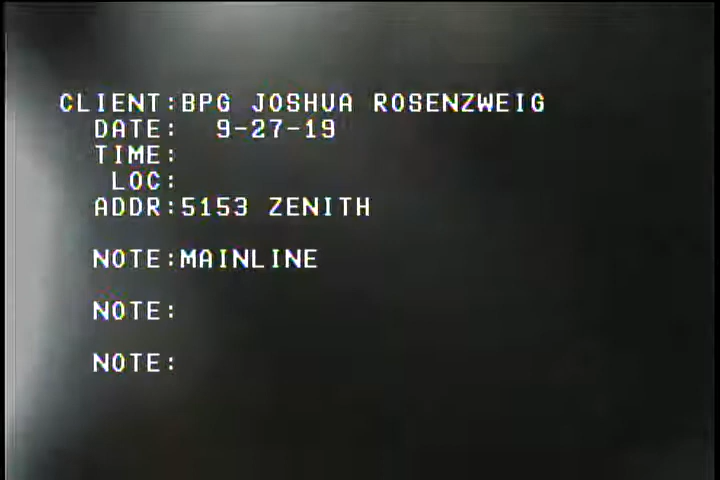 CLIENT:BPG JOSHUA ROSENZWEIG
DATE: 9-27-19
TIME:
LOC:
ADDR:5153 ZENITH
NOTE:MAINLINE
NOTE:
NOTE: